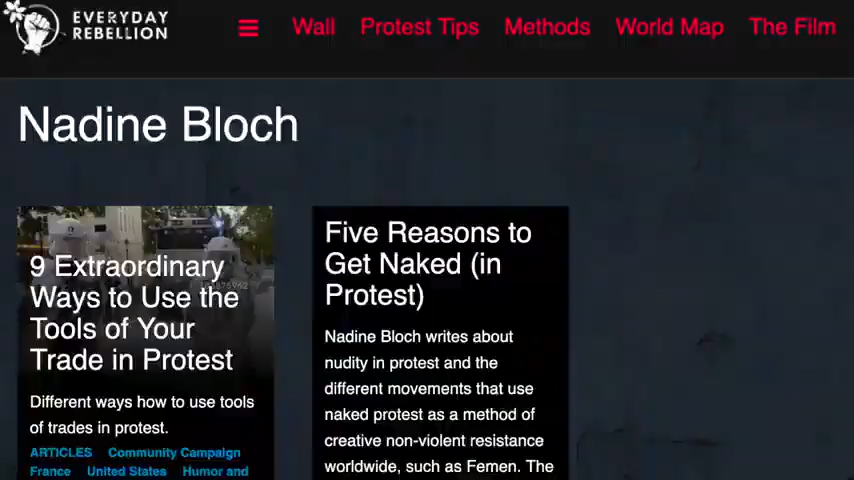 EVERYDAY
REBELLION
Wall Protest Tips Methods World Map The Film
Nadine Bloch
9 Extraordinary
Ways to Use the
Tools of Your
Trade in Protest
Different ways how to use tools
of trades in protest.
ARTICLES Community Campaign
France United States Humor and
Five Reasons to
Get Naked (in
Protest)
Nadine Bloch writes about
nudity in protest and the
different movements that use
naked protest as a method of
creative non-violent resistance
worldwide, such as Femen. The